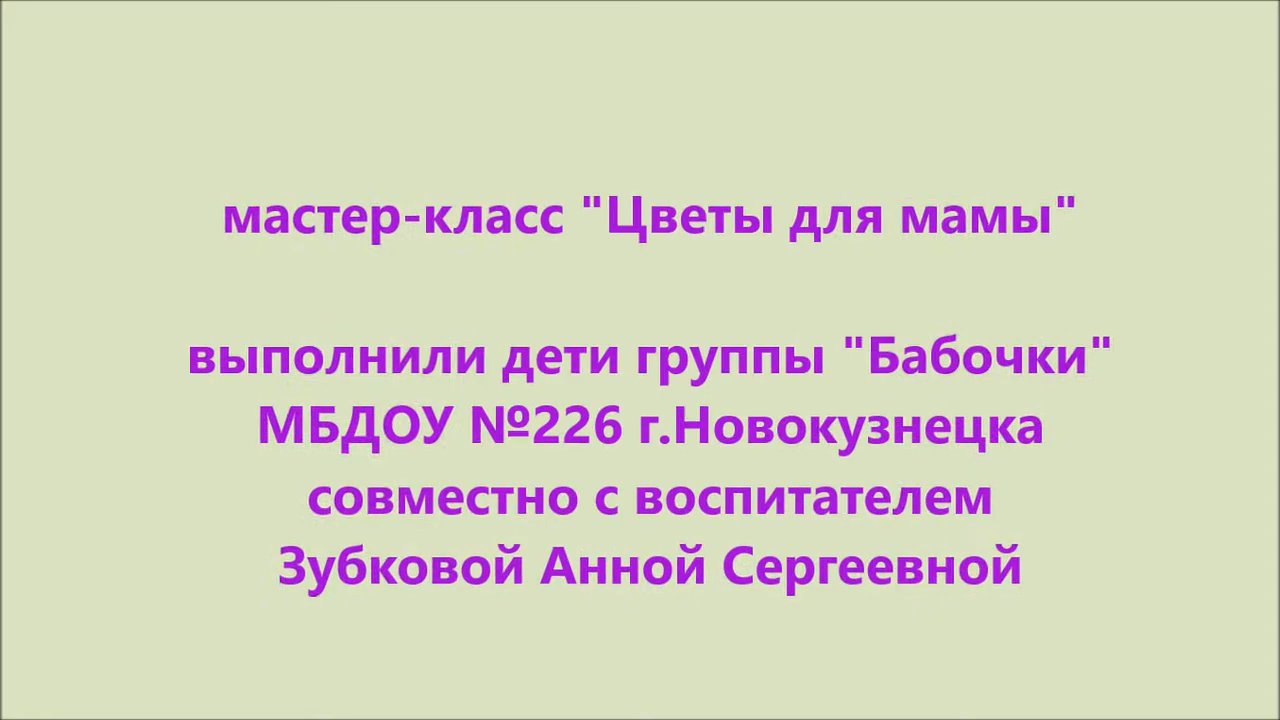 мастер-класс "Цветы для мамы"
выполнили дети группы "Бабочки"
МБДОУ №226 г.Новокузнецка
совместно с воспитателем
Зубковой Анной Сергеевной